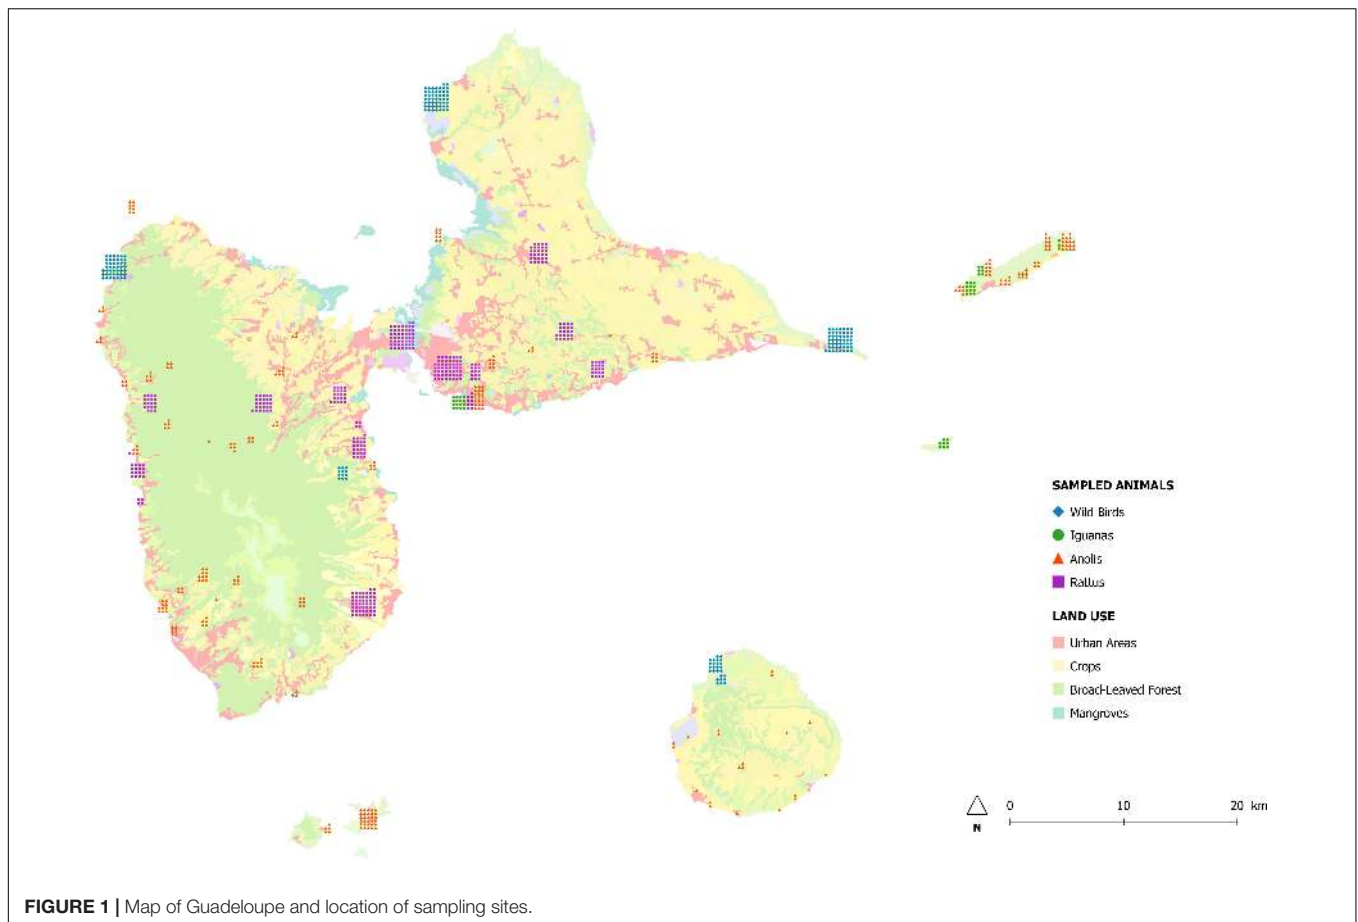 SAMPLED ANIMALS
Wild Birds
Iguanas
Anolis
Rattus
LAND USE
Urban Areas
Crops
Broad-Leaved Forest
Mangroves
0 10 20 km
N
FIGURE 1 | Map of Guadeloupe and location of sampling sites.